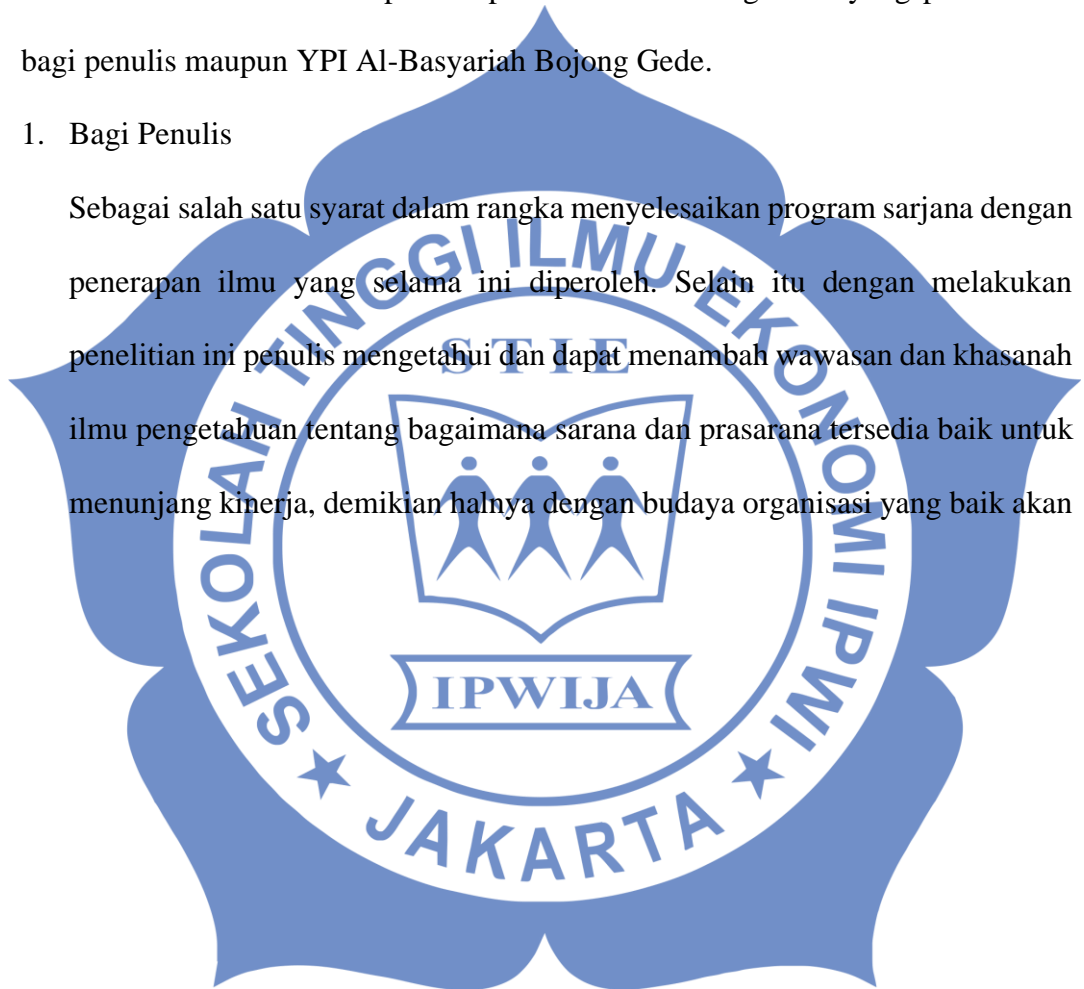 bagi penulis maupun YPI Al-Basyariah Bojong Gede.
1. Bagi Penulis
Sebagai salah satu syarat dalam rangka menyelesaikan program sarjana dengan
penerapan ilmu yang selama ini diperoleh. Selain itu dengan melakukan
penelitian ini penulis mengetahui dan dapat menambah wawasan dan khasanah
ilmu pengetahuan tentang bagaimana sarana dan prasarana tersedia baik untuk
menunjang kinerja, demikian halnya dengan budaya organisasi yang baik akan
SEKOLAH TINGGI ILMU EKONOMI IPWI
STIE
IPWIJA
JAKARTA